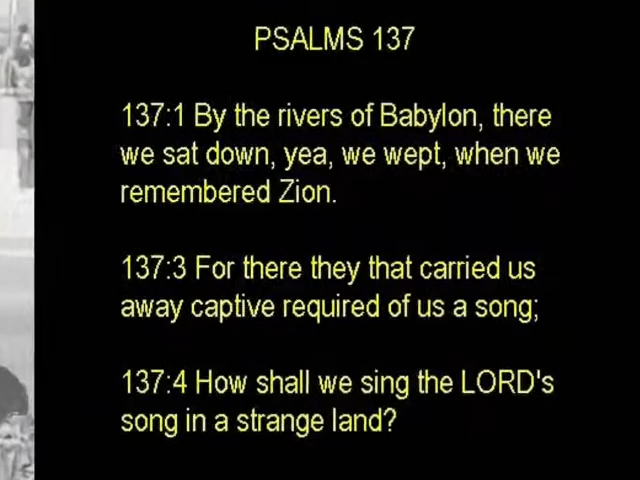 PSALMS 137
137:1 By the rivers of Babylon, there
we sat down, yea, we wept, when we
remembered Zion.
137:3 For there they that carried us
away captive required of us a song;
137:4 How shall we sing the LORD's
song in a strange land?